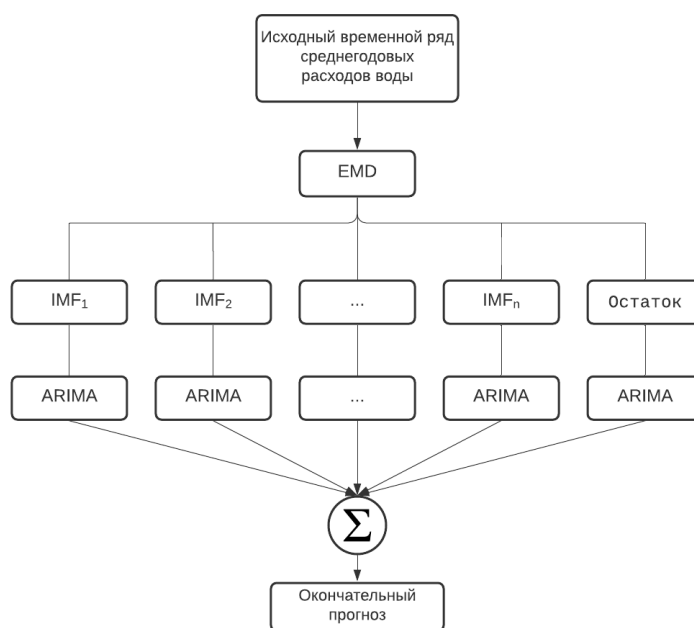 Исходный временной ряд
среднегодовых
расходов воды
EMD
IMF₁
IMF₂
...
IMFₙ
Остаток
ARIMA
ARIMA
...
ARIMA
ARIMA
Σ
Окончательный
прогноз